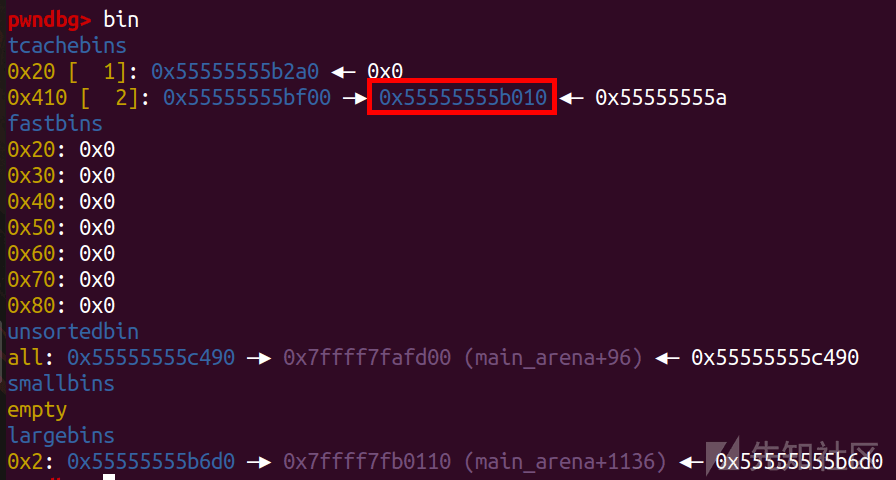 pwndbg> bin
tcachebins
0x20 [  1]: 0x55555555b2a0 ◂— 0x0
0x410 [  2]: 0x55555555bf00 —▸ 0x55555555b010 ◂— 0x55555555a
fastbins
0x20: 0x0
0x30: 0x0
0x40: 0x0
0x50: 0x0
0x60: 0x0
0x70: 0x0
0x80: 0x0
unsortedbin
all: 0x55555555c490 —▸ 0x7ffff7fafd00 (main_arena+96) ◂— 0x55555555c490
smallbins
empty
largebins
0x2: 0x55555555b6d0 —▸ 0x7ffff7fb0110 (main_arena+1136) ◂— 0x55555555b6d0
先知社区